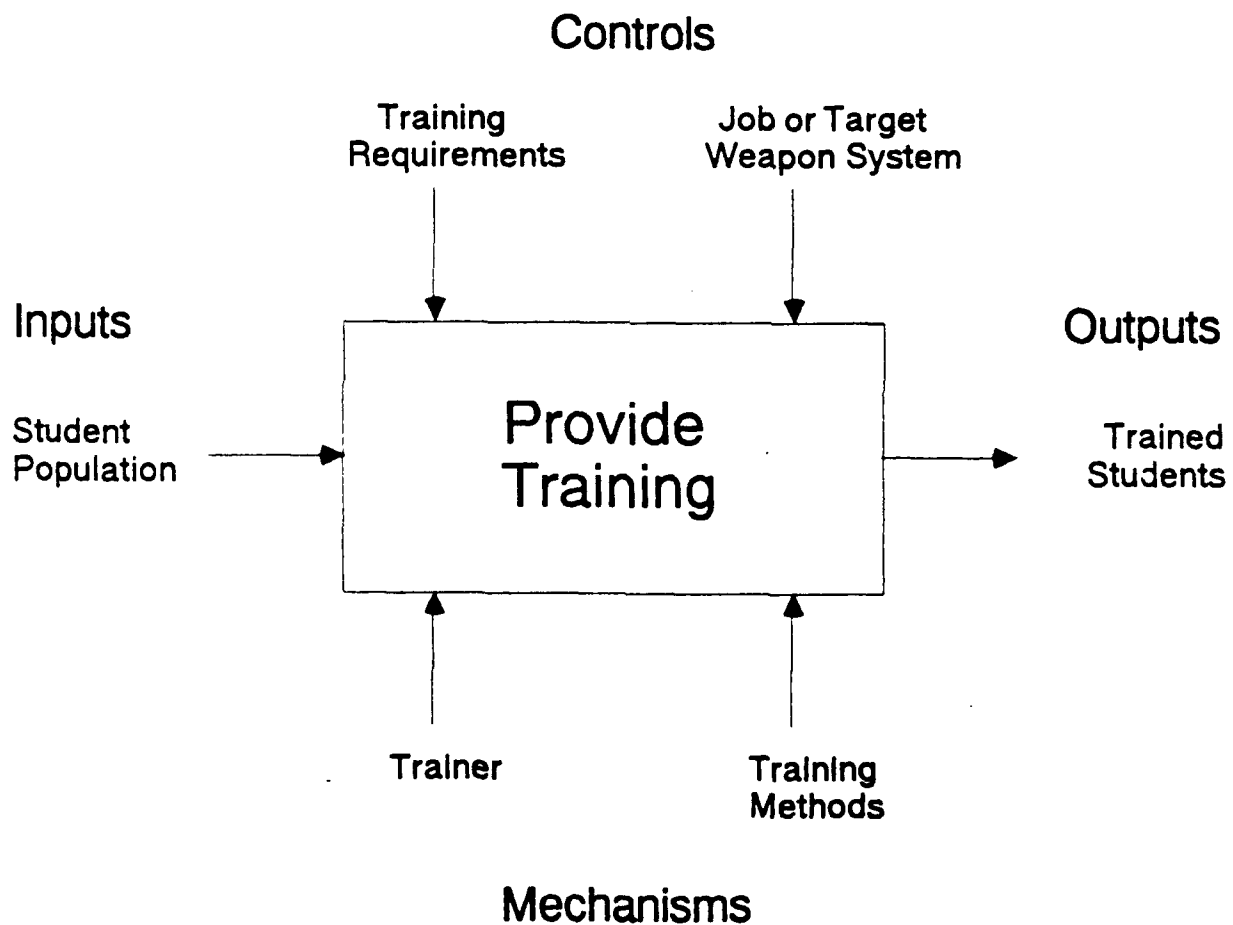 Controls
Training
Requirements
Job or Target
Weapon System
Inputs
Outputs
Student
Population
Provide
Training
Trained
Students
Trainer
Training
Methods
Mechanisms